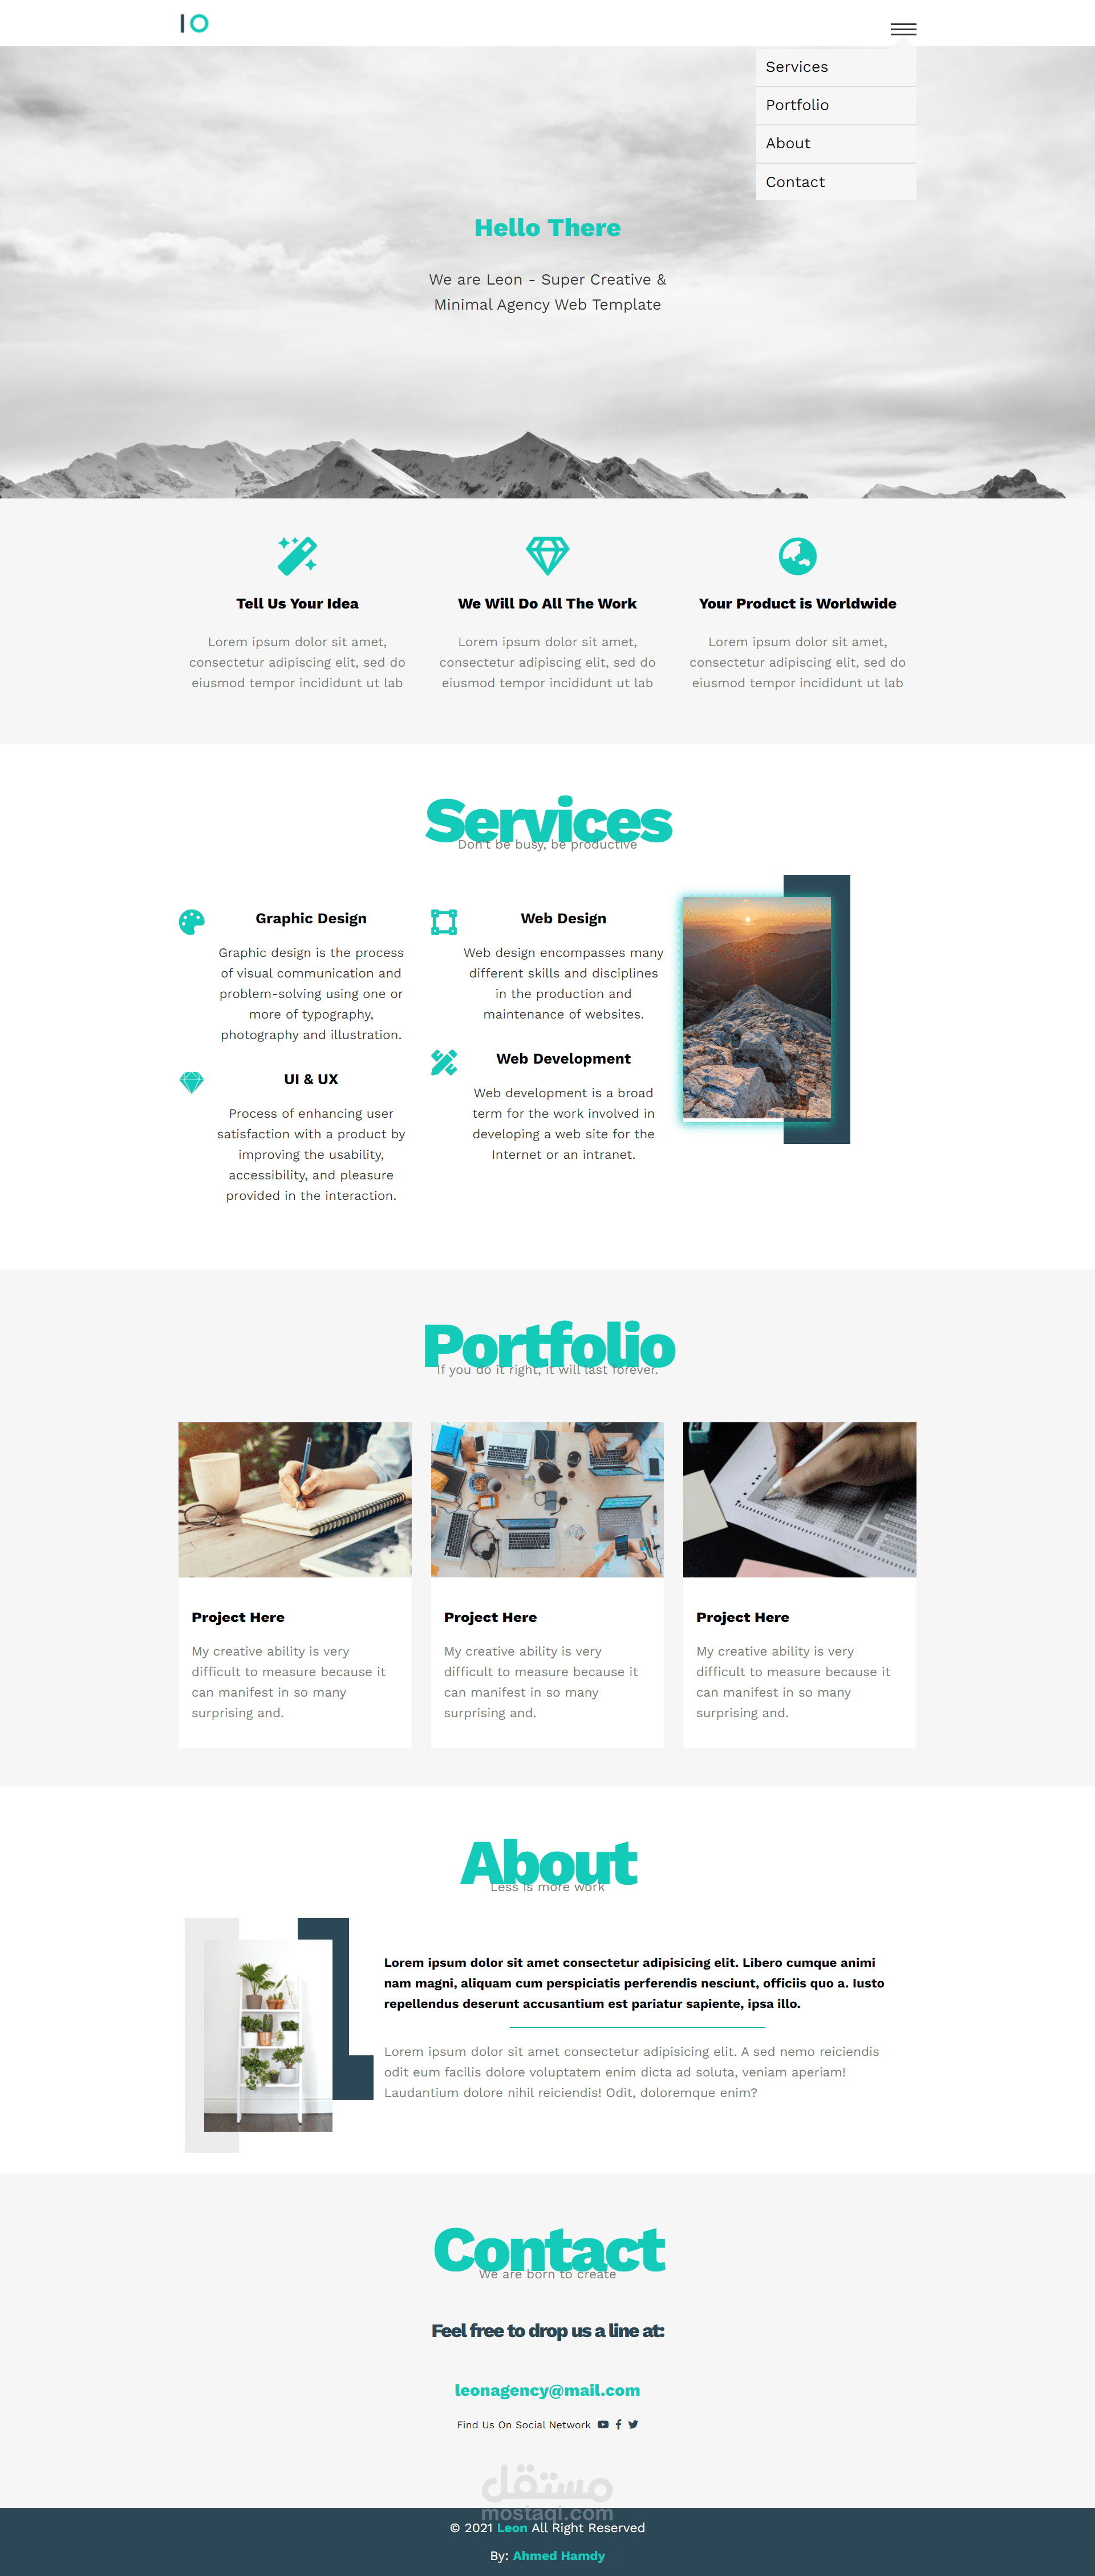 IO
Services
Portfolio
About
Contact
Hello There
We are Leon - Super Creative &
Minimal Agency Web Template
Tell Us Your Idea
Lorem ipsum dolor sit amet,
consectetur adipiscing elit, sed do
eiusmod tempor incididunt ut lab
We Will Do All The Work
Lorem ipsum dolor sit amet,
consectetur adipiscing elit, sed do
eiusmod tempor incididunt ut lab
Your Product is Worldwide
Lorem ipsum dolor sit amet,
consectetur adipiscing elit, sed do
eiusmod tempor incididunt ut lab
Services
Don't be busy, be productive
Graphic Design
Graphic design is the process
of visual communication and
problem-solving using one or
more of typography,
photography and illustration.
UI & UX
Process of enhancing user
satisfaction with a product by
improving the usability,
accessibility, and pleasure
provided in the interaction.
Web Design
Web design encompasses many
different skills and disciplines
in the production and
maintenance of websites.
Web Development
Web development is a broad
term for the work involved in
developing a web site for the
Internet or an intranet.
Portfolio
If you do it right, it will last forever.
Project Here
My creative ability is very
difficult to measure because it
can manifest in so many
surprising and.
Project Here
My creative ability is very
difficult to measure because it
can manifest in so many
surprising and.
Project Here
My creative ability is very
difficult to measure because it
can manifest in so many
surprising and.
About
Less is more work
Lorem ipsum dolor sit amet consectetur adipisicing elit. Libero cumque animi
nam magni, aliquam cum perspiciatis perferendis nesciunt, officiis quo a. Iusto
repellendus deserunt accusantium est pariatur sapiente, ipsa illo.
Lorem ipsum dolor sit amet consectetur adipisicing elit. A sed nemo reiciendis
odit eum facilis dolore voluptatem enim dicta ad soluta, veniam aperiam!
Laudantium dolore nihil reiciendis! Odit, doloremque enim?
Contact
We are born to create
Feel free to drop us a line at:
leonagency@mail.com
Find Us On Social Network
مستقل
mostaql.com
© 2021 Leon All Right Reserved
By: Ahmed Hamdy